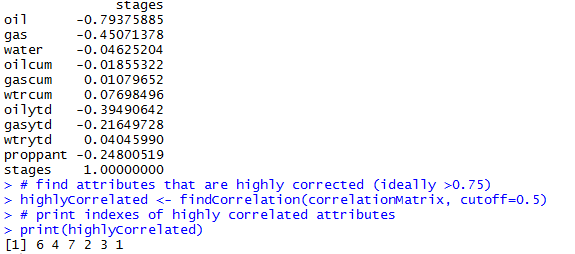 stages
oil -0.79375885
gas -0.45071378
water -0.04625204
oilcum -0.01855322
gascum 0.01079652
wtrcum 0.07698496
oilytd -0.39490642
gasytd -0.21649728
wtrytd 0.04045990
proppant -0.24800519
stages 1.00000000
> # find attributes that are highly corrected (ideally >0.75)
> highlyCorrelated <- findCorrelation(correlationMatrix, cutoff=0.5)
> # print indexes of highly correlated attributes
> print(highlyCorrelated)
[1] 6 4 7 2 3 1